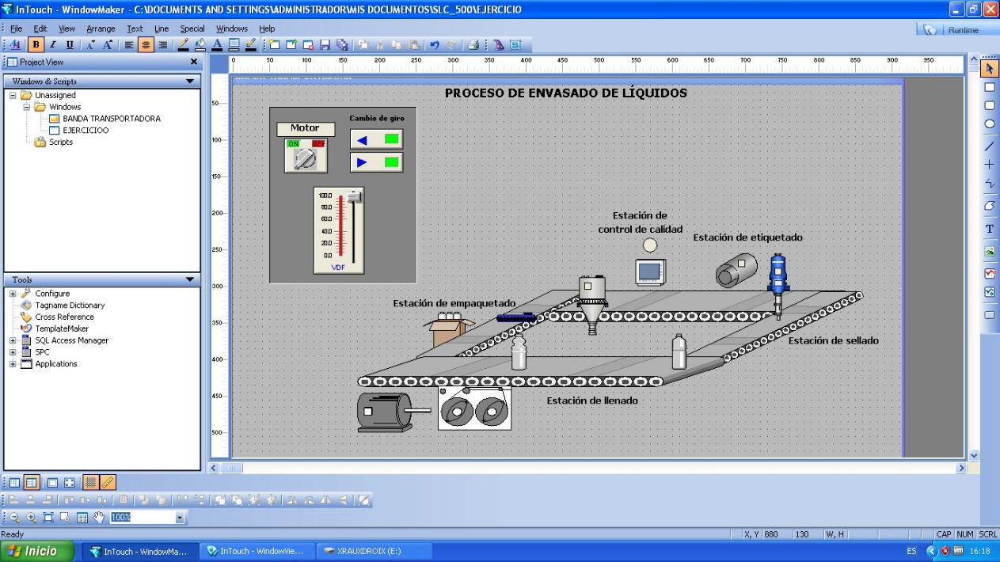 InTouch - WindowMaker - C:\DOCUMENTS AND SETTINGS\ADMINISTRADOR\MIS DOCUMENTOS\SLC_500\EJERCICIO
File Edit View Arrange Text Line Special Windows Help
Runtime
B I U A A A
Project View
Windows & Scripts
Unassigned
Windows
BANDA TRANSPORTADORA
EJERCICIOO
Scripts
Tools
Configure
Tagname Dictionary
Cross Reference
TemplateMaker
SQL Access Manager
SPC
Applications
0 50 100 150 200 250 300 350 400 450 500 550 600 650 700 750 800 850 900 950
50
100
150
200
250
300
350
400
450
500
PROCESO DE ENVASADO DE LÍQUIDOS
Motor
ON OFF
Cambio de giro
100.0
80.0
60.0
40.0
20.0
0.0
VDF
Estación de
control de calidad
Estación de etiquetado
Estación de empaquetado
Estación de sellado
Estación de llenado
T
100%
Ready
X, Y 880 130 W, H CAP NUM SCRL
Inicio
InTouch - WindowMa...
InTouch - WindowVie...
XRAUXDROIX (E:)
ES
16:18